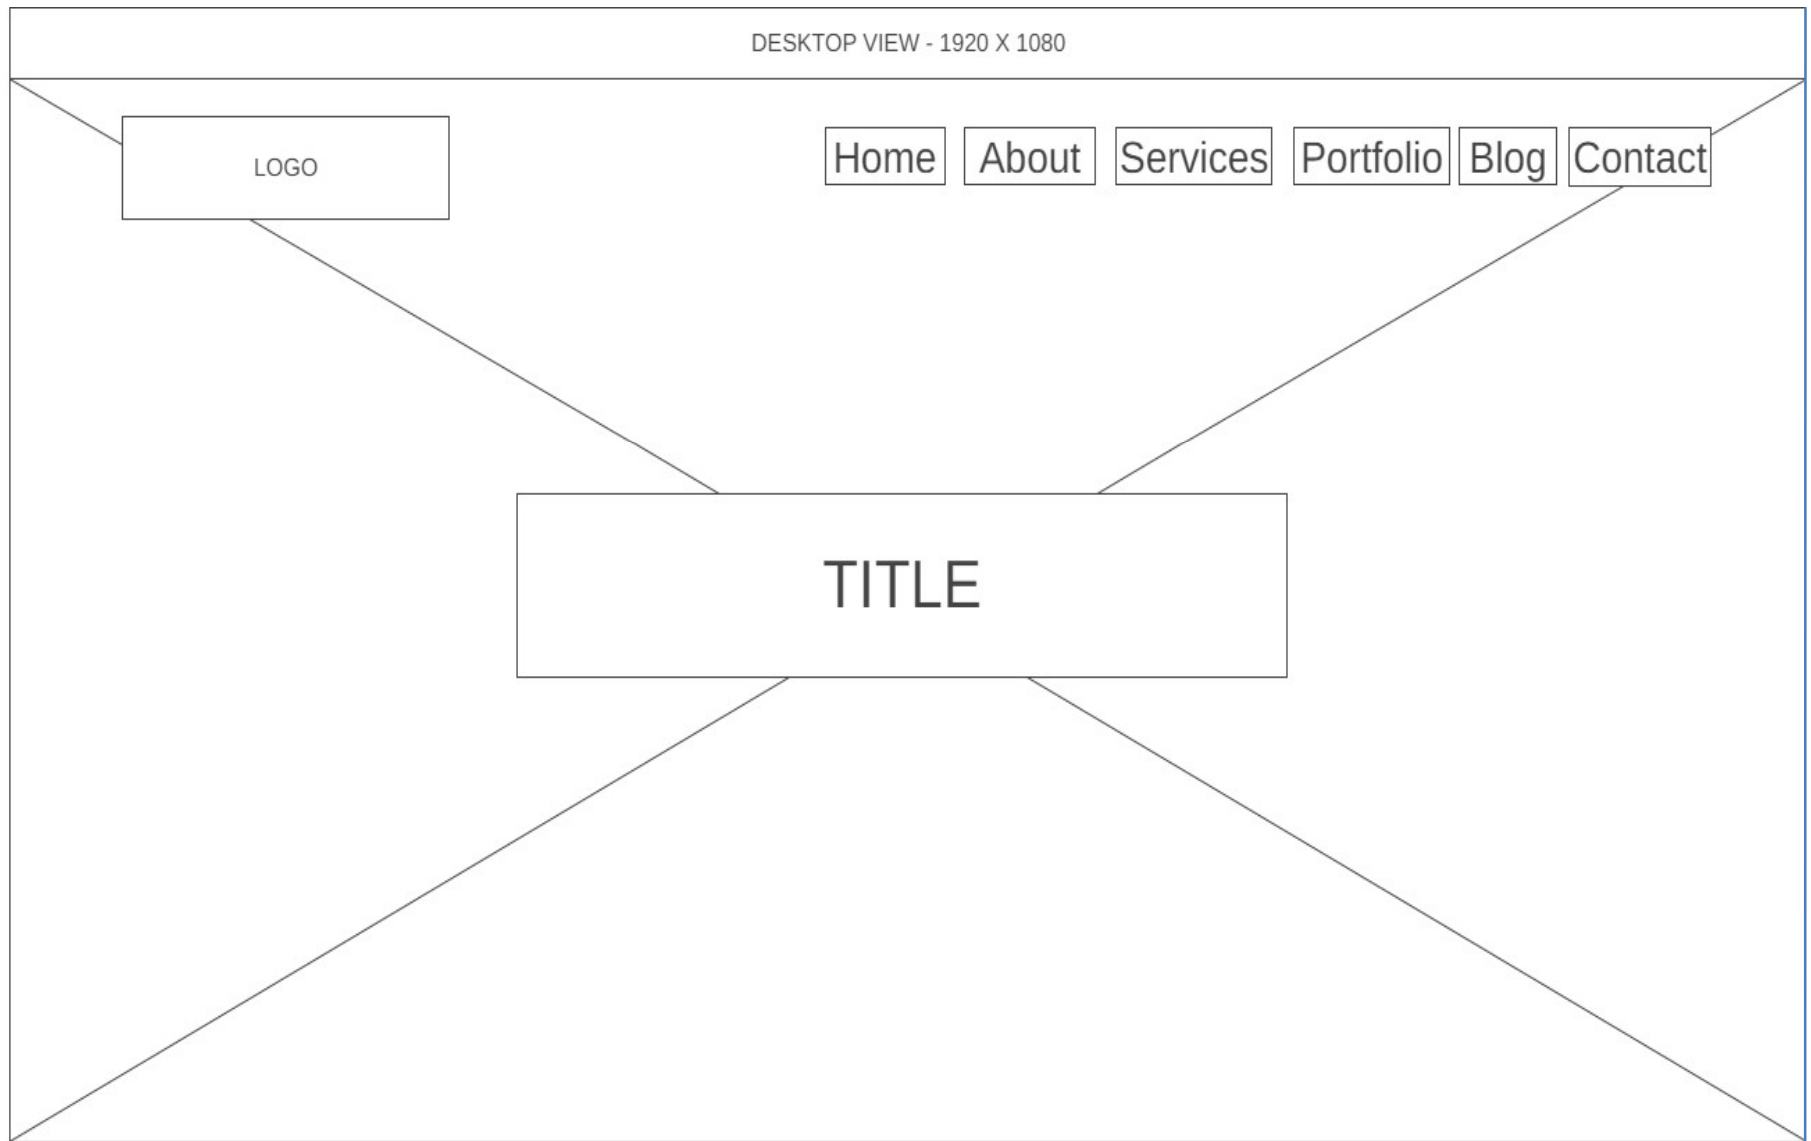 DESKTOP VIEW - 1920 X 1080
LOGO
Home About Services Portfolio Blog Contact
TITLE